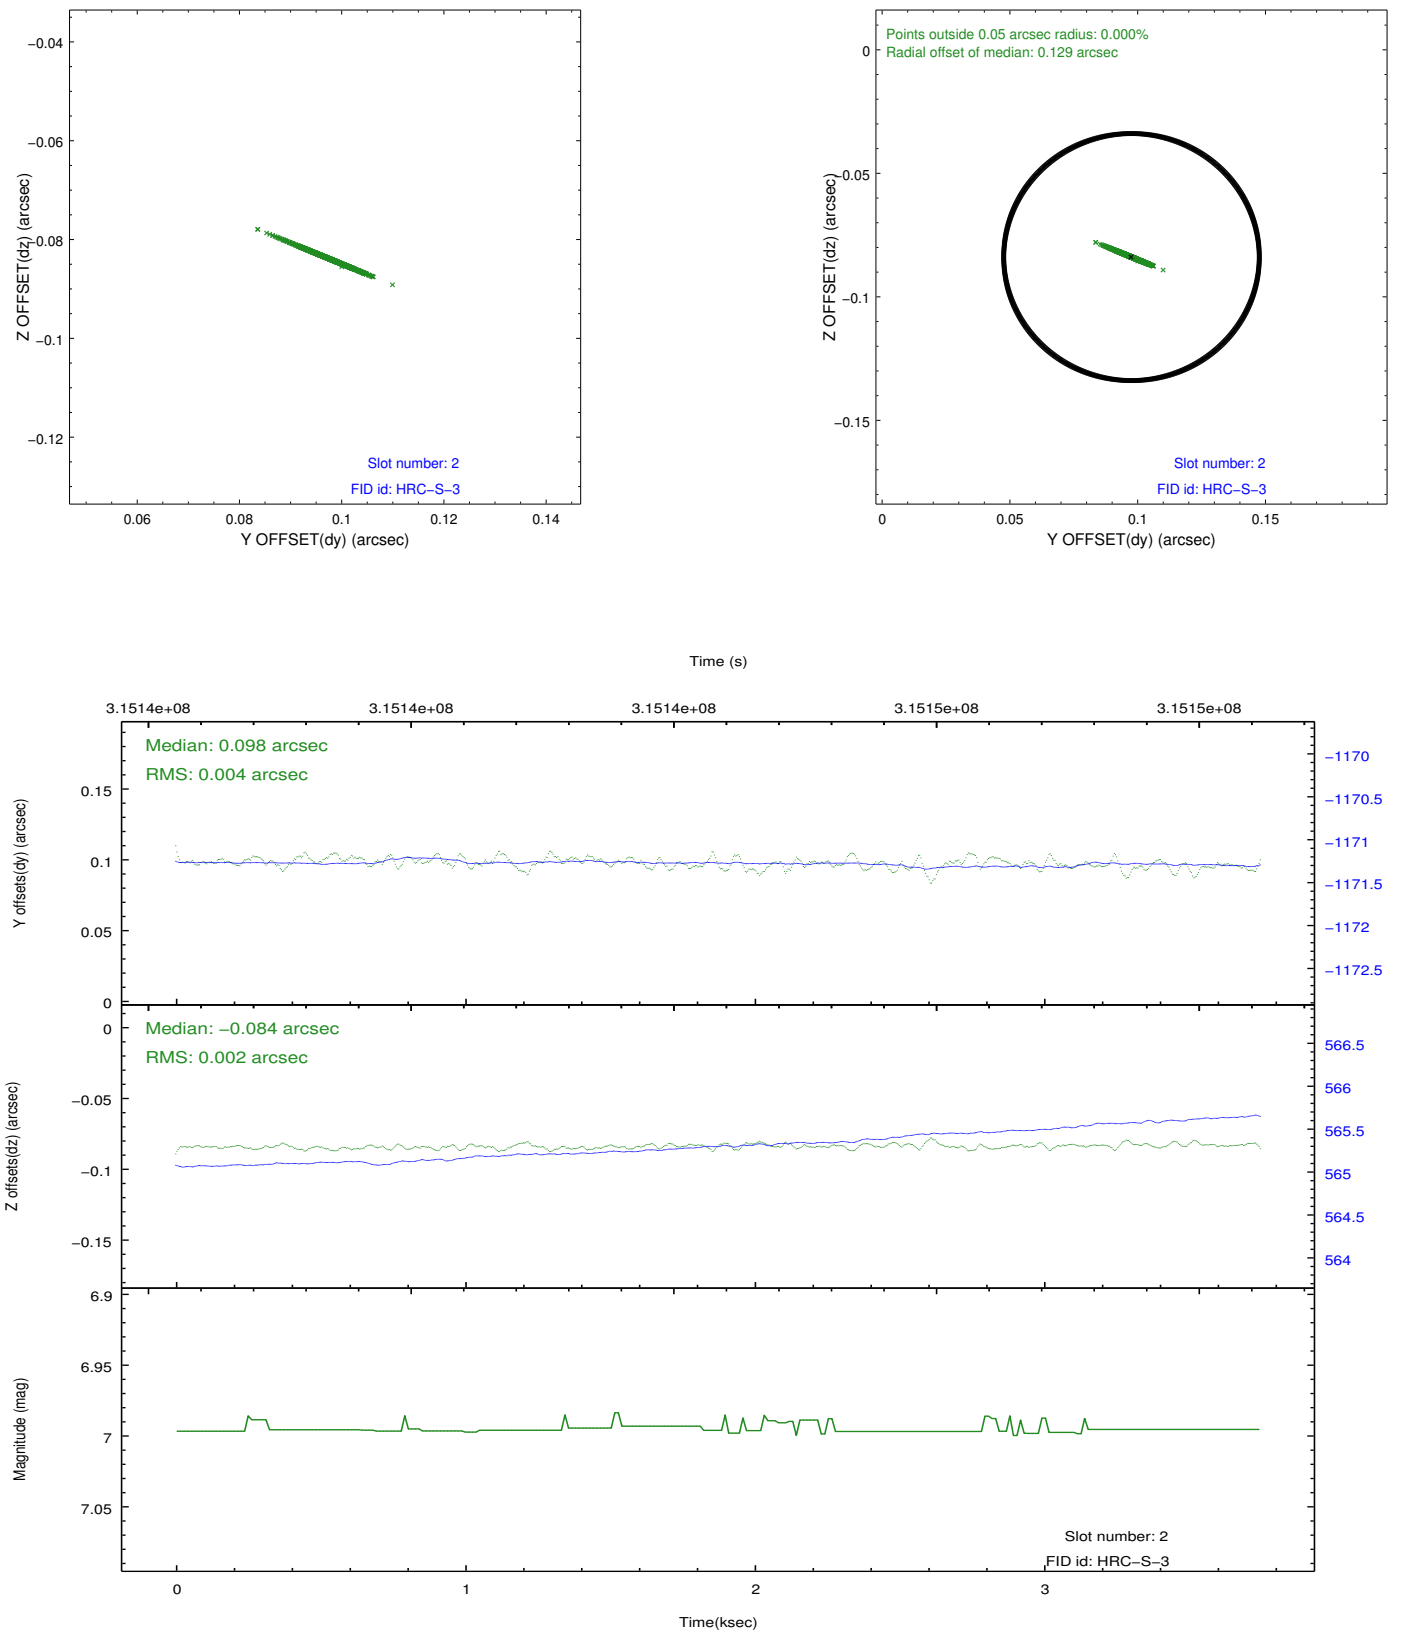 −0.04
−0.06
−0.08
−0.1
−0.12
Z OFFSET(dz) (arcsec)
Slot number: 2
FID id: HRC−S−3
0.06
0.08
0.1
0.12
0.14
Y OFFSET(dy) (arcsec)
Points outside 0.05 arcsec radius: 0.000%
Radial offset of median: 0.129 arcsec
0
−0.05
−0.1
−0.15
Z OFFSET(dz) (arcsec)
Slot number: 2
FID id: HRC−S−3
0
0.05
0.1
0.15
Y OFFSET(dy) (arcsec)
Time (s)
3.1514e+08
3.1514e+08
3.1514e+08
3.1515e+08
3.1515e+08
Median: 0.098 arcsec
RMS: 0.004 arcsec
0.15
0.1
0.05
0
Y offsets(dy) (arcsec)
−1170
−1170.5
−1171
−1171.5
−1172
−1172.5
Median: −0.084 arcsec
RMS: 0.002 arcsec
0
−0.05
−0.1
−0.15
Z offsets(dz) (arcsec)
566.5
566
565.5
565
564.5
564
6.9
6.95
7
7.05
Magnitude (mag)
Slot number: 2
FID id: HRC−S−3
0
1
2
3
Time(ksec)